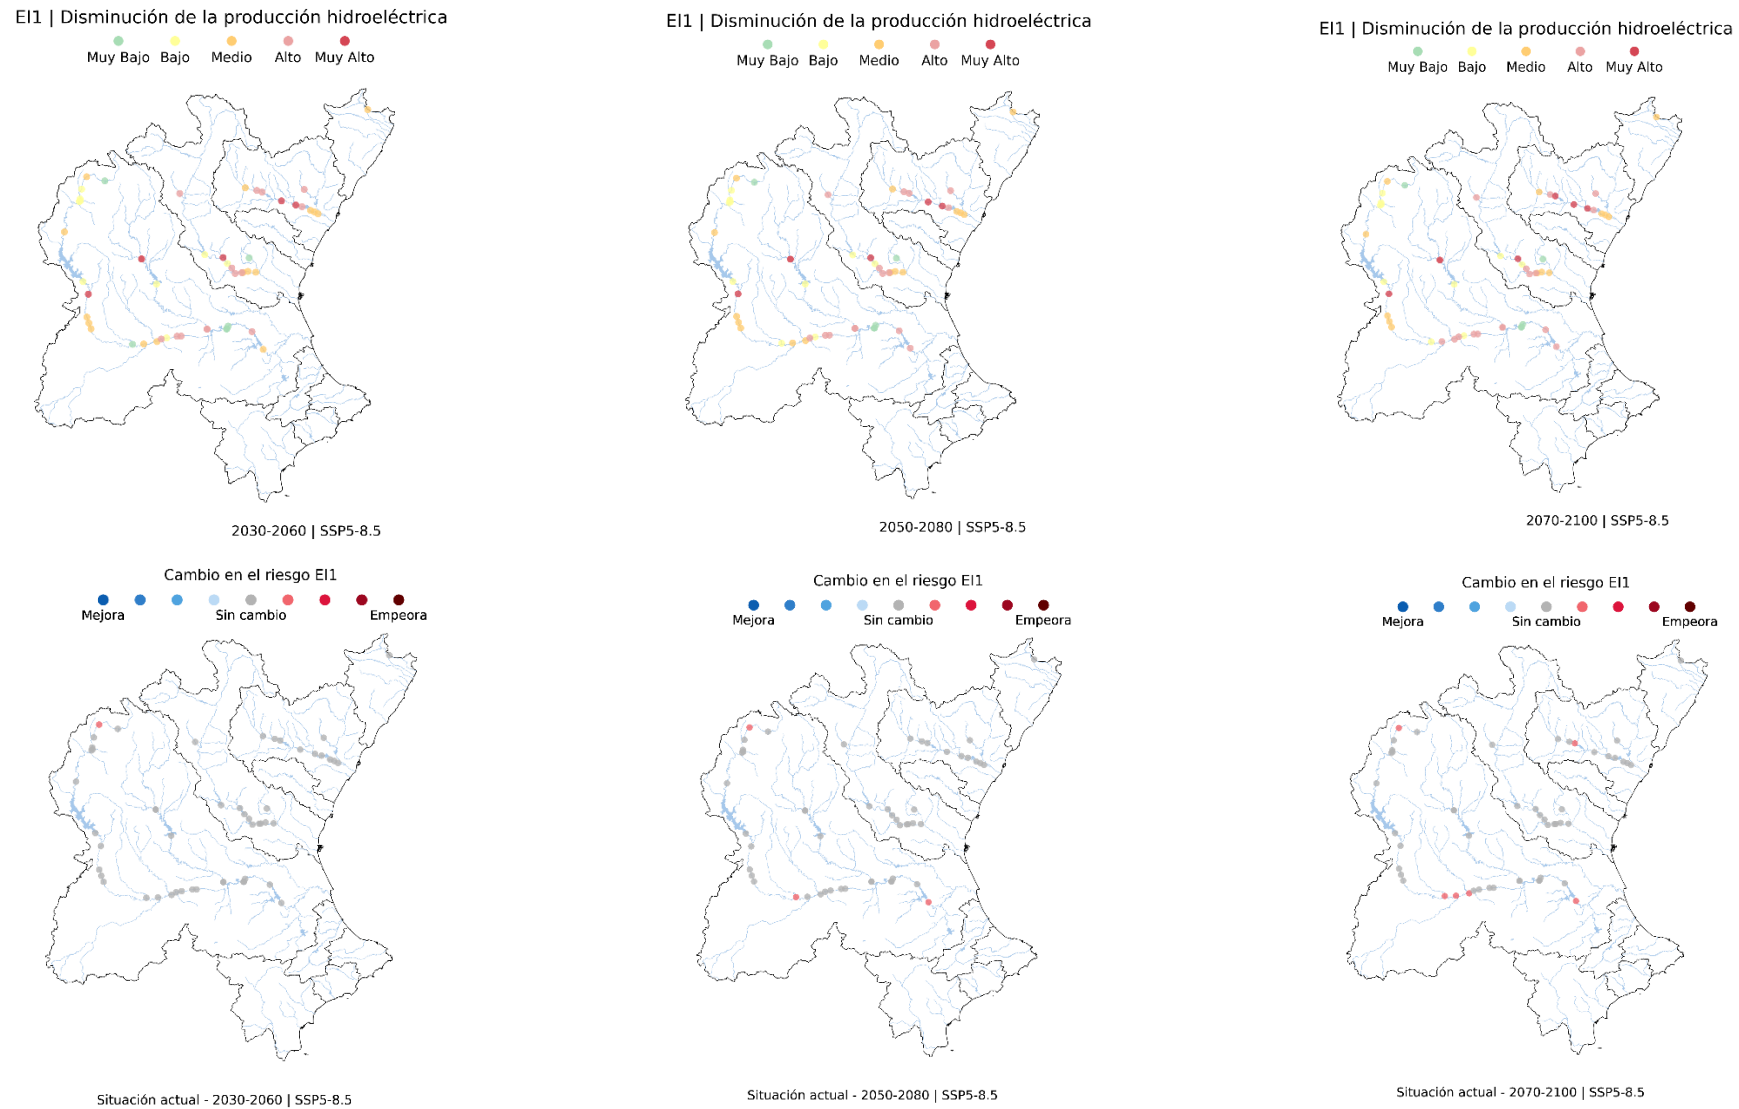 EI1 | Disminución de la producción hidroeléctrica
Muy Bajo Bajo Medio Alto Muy Alto
2030-2060 | SSP5-8.5
EI1 | Disminución de la producción hidroeléctrica
Muy Bajo Bajo Medio Alto Muy Alto
2050-2080 | SSP5-8.5
EI1 | Disminución de la producción hidroeléctrica
Muy Bajo Bajo Medio Alto Muy Alto
2070-2100 | SSP5-8.5
Cambio en el riesgo EI1
Mejora Sin cambio Empeora
Situación actual - 2030-2060 | SSP5-8.5
Cambio en el riesgo EI1
Mejora Sin cambio Empeora
Situación actual - 2050-2080 | SSP5-8.5
Cambio en el riesgo EI1
Mejora Sin cambio Empeora
Situación actual - 2070-2100 | SSP5-8.5